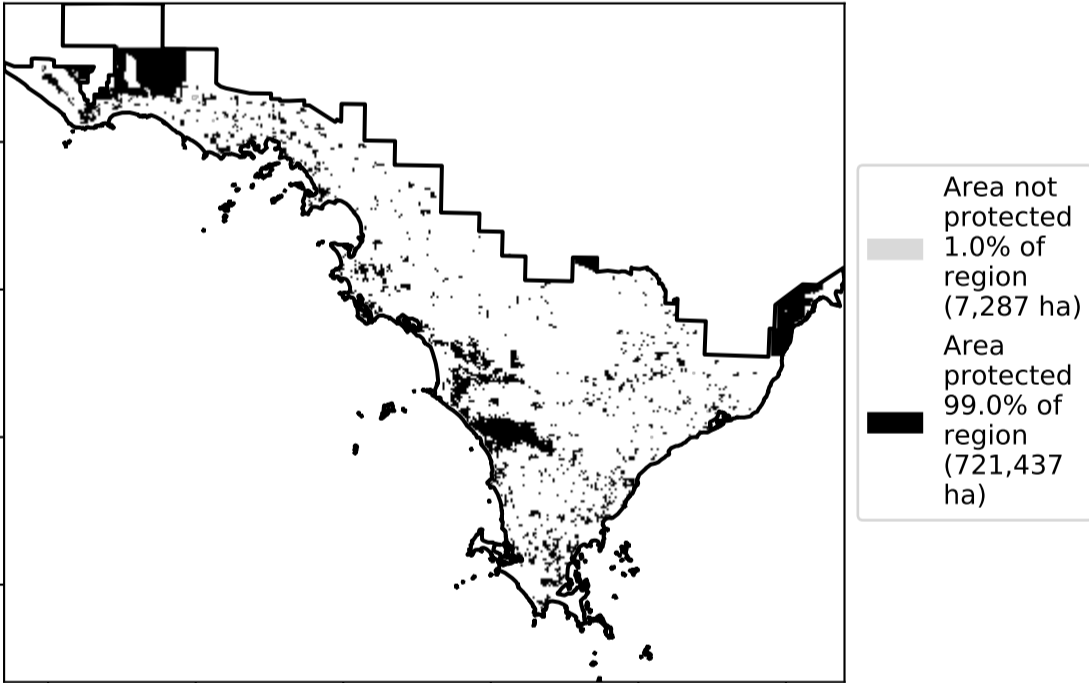 Area not
protected
1.0% of
region
(7,287 ha)
Area
protected
99.0% of
region
(721,437
ha)